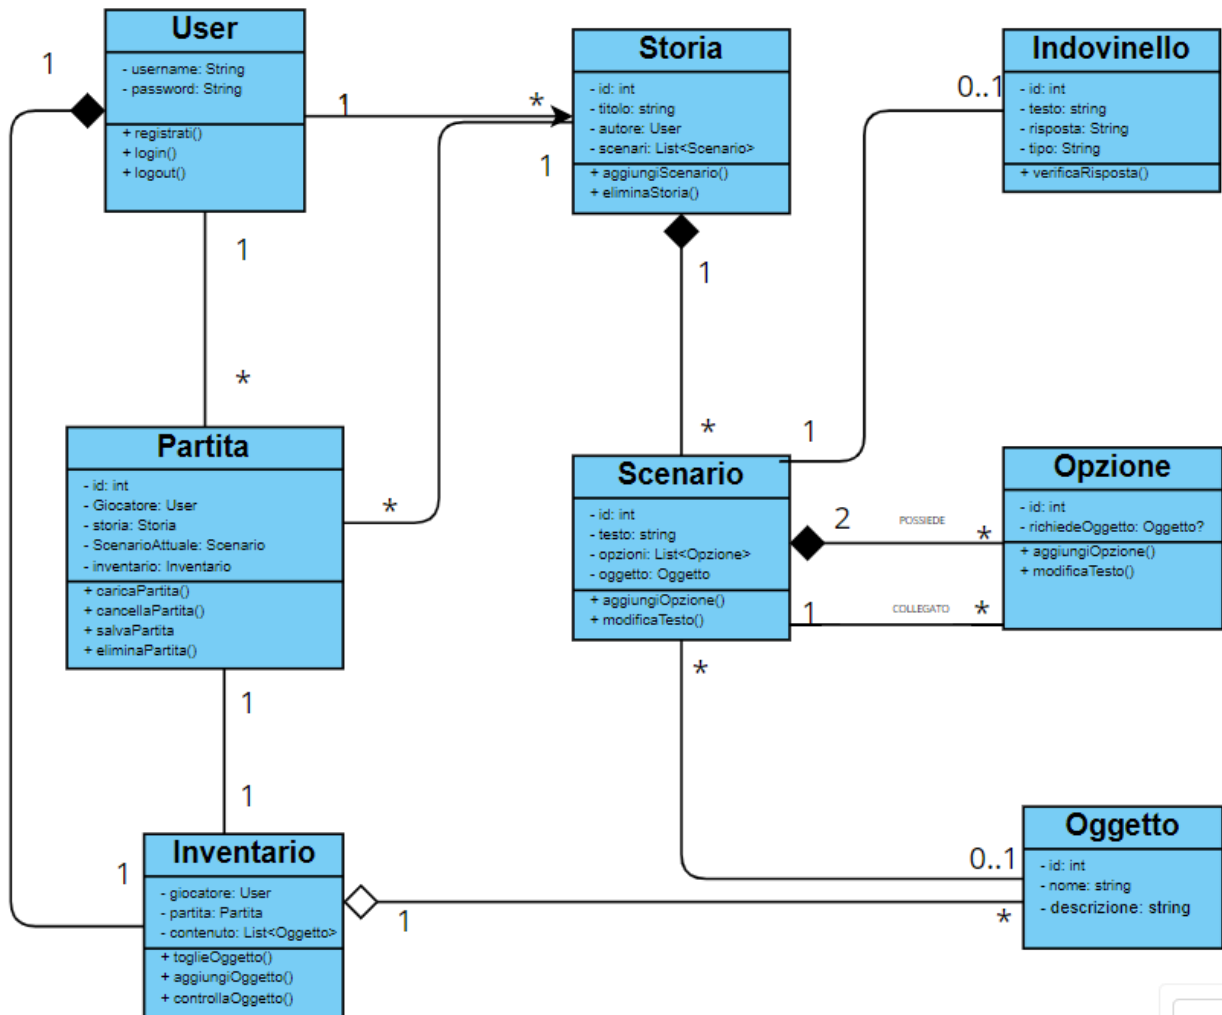 User
- username: String
- password: String
+ registrati()
+ login()
+ logout()
1
1
*
1
1
*
Storia
- id: int
- titolo: string
- autore: User
- scenari: List<Scenario>
+ aggiungiScenario()
+ eliminaStoria()
1
*
Indovinello
- id: int
- testo: string
- risposta: String
- tipo: String
+ verificaRisposta()
0..1
1
Partita
- id: int
- Giocatore: User
- storia: Storia
- ScenarioAttuale: Scenario
- inventario: Inventario
+ caricaPartita()
+ cancellaPartita()
+ salvaPartita
+ eliminaPartita()
*
*
1
1
Scenario
- id: int
- testo: string
- opzioni: List<Opzione>
- oggetto: Oggetto
+ aggiungiOpzione()
+ modificaTesto()
2
POSSIEDE
*
1
COLLEGATO
*
*
Opzione
- id: int
- richiedeOggetto: Oggetto?
+ aggiungiOpzione()
+ modificaTesto()
Inventario
- giocatore: User
- partita: Partita
- contenuto: List<Oggetto>
+ toglieOggetto()
+ aggiungiOggetto()
+ controllaOggetto()
1
1
0..1
*
Oggetto
- id: int
- nome: string
- descrizione: string